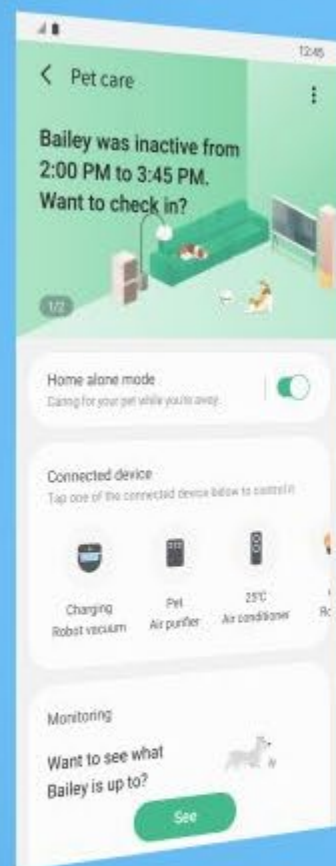 12:45
Pet care
Bailey was inactive from
2:00 PM to 3:45 PM.
Want to check in?
1/2
Home alone mode
Caring for your pet while you're away.
Connected device
Tap one of the connected device below to control it
Charging
Robot vacuum
Pet
Air purifier
25°C
Air conditioner
Monitoring
Want to see what
Bailey is up to?
See